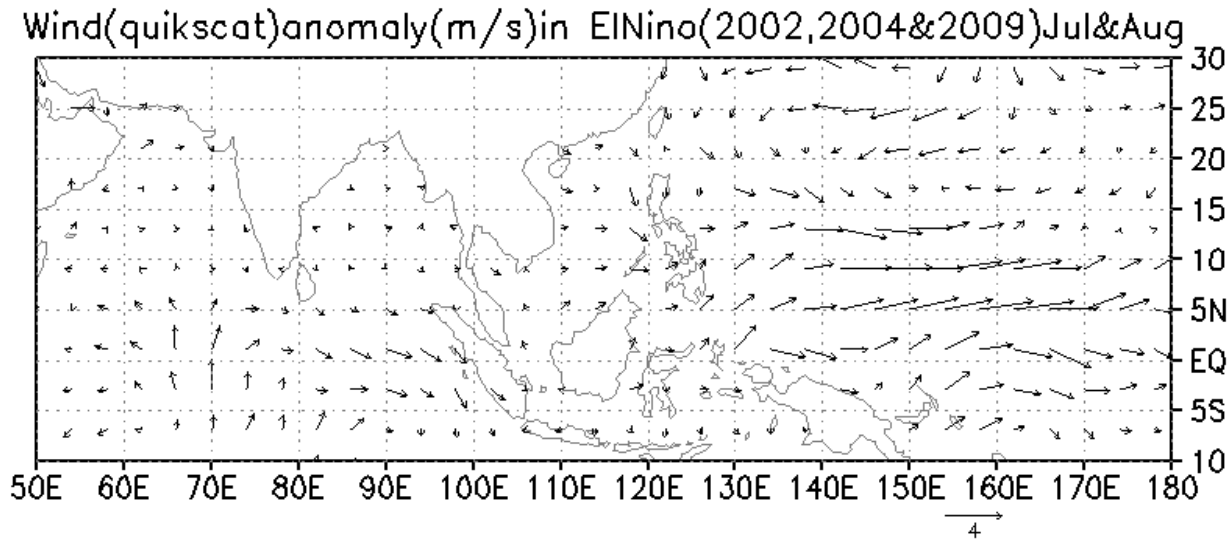 Wind(quikscat)anomaly(m/s)in ElNino(2002,2004&2009)Jul&Aug
30
25
20
15
10
5N
EQ
5S
10
50E 60E 70E 80E 90E 100E 110E 120E 130E 140E 150E 160E 170E 180
4